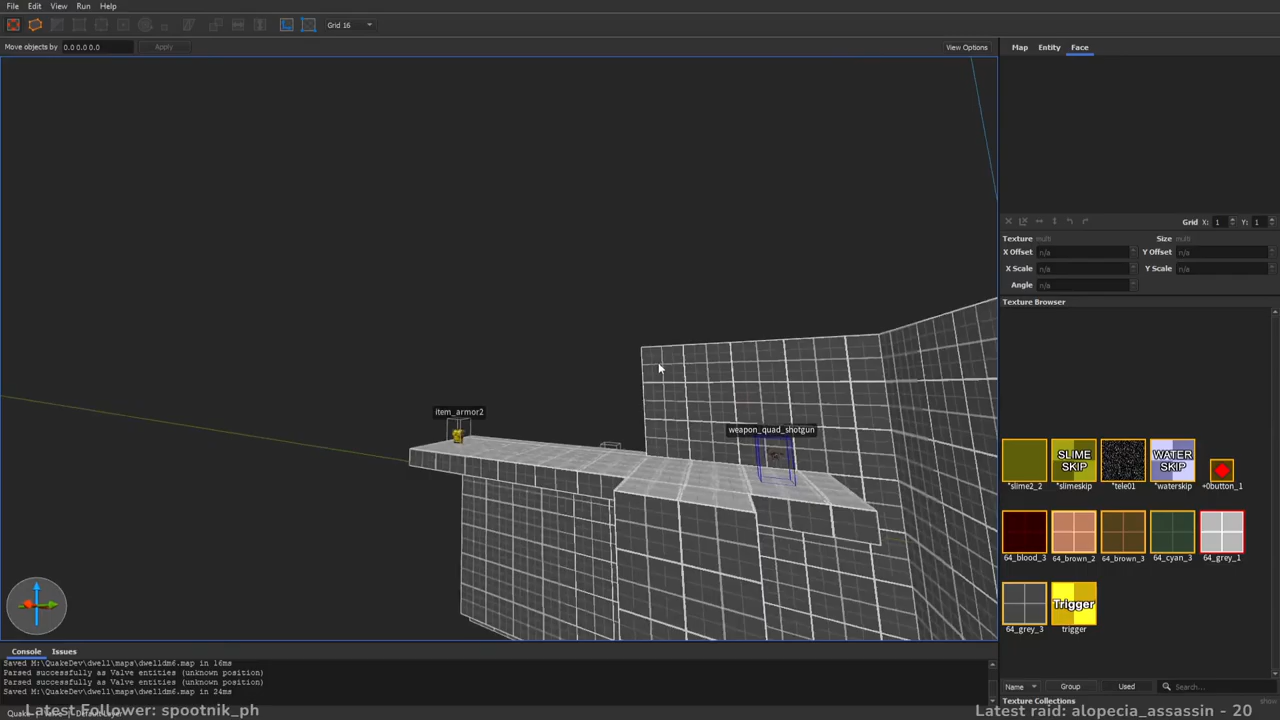 File Edit View Run Help
Grid 16
Move objects by 0.0 0.0 0.0 Apply View Options
Map Entity Face
Grid X: 1 Y: 1
Texture multi Size multi
X Offset n/a Y Offset n/a
X Scale n/a Y Scale n/a
Angle n/a
Texture Browser
item_armor2
weapon_quad_shotgun
SLIME SKIP WATER SKIP
*slime2_2 *slimeskip *tele01 *waterskip +0button_1
64_blood_3 64_brown_2 64_brown_3 64_cyan_3 64_grey_1
Trigger
64_grey_3 trigger
Console Issues
Saved M:\QuakeDev\dwell\maps\dwelldm6.map in 16ms
Parsed successfully as Valve entities (unknown position)
Parsed successfully as Valve entities (unknown position)
Saved M:\QuakeDev\dwell\maps\dwelldm6.map in 24ms
Name Group Used Search...
Texture Collections show
Latest Follower: spootnik_ph
Latest raid: alopecia_assassin - 20